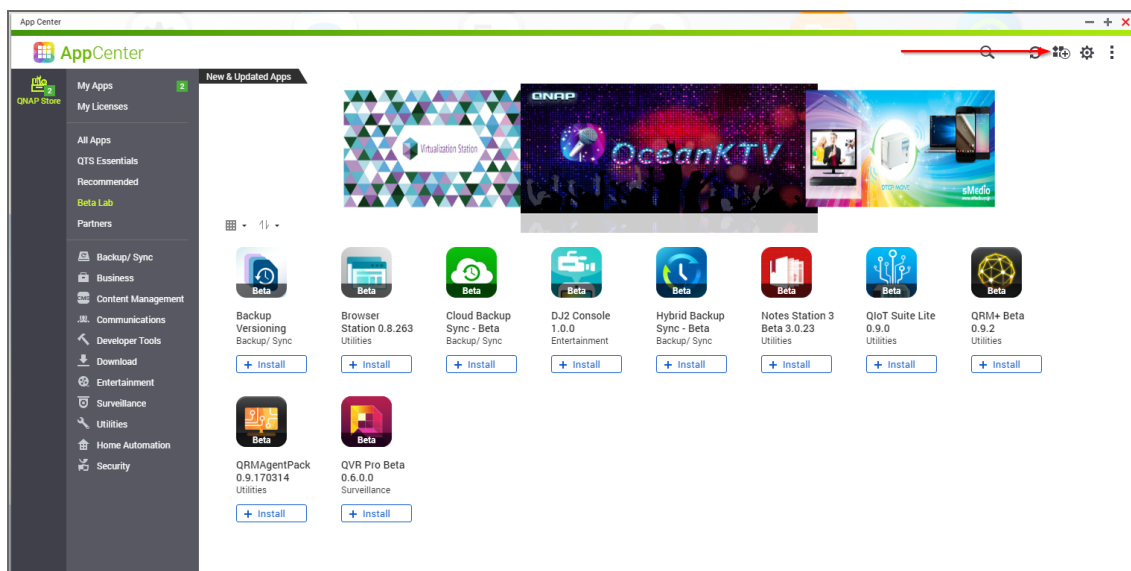 App Center
AppCenter
2
QNAP Store
My Apps 2
My Licenses
All Apps
QTS Essentials
Recommended
Beta Lab
Partners
Backup/ Sync
Business
Content Management
Communications
Developer Tools
Download
Entertainment
Surveillance
Utilities
Home Automation
Security
New & Updated Apps
Virtualization Station
QNAP
OceanKTV
sMedio
Beta
Beta
Beta
Beta
Beta
Beta
Beta
Beta
Backup
Versioning
Backup/ Sync
+ Install
Browser
Station 0.8.263
Utilities
+ Install
Cloud Backup
Sync - Beta
Backup/ Sync
+ Install
DJ2 Console
1.0.0
Entertainment
+ Install
Hybrid Backup
Sync - Beta
Backup/ Sync
+ Install
Notes Station 3
Beta 3.0.23
Utilities
+ Install
QIoT Suite Lite
0.9.0
Utilities
+ Install
QRM+ Beta
0.9.2
Utilities
+ Install
Beta
Beta
QRMAgentPack
0.9.170314
Utilities
+ Install
QVR Pro Beta
0.6.0.0
Surveillance
+ Install